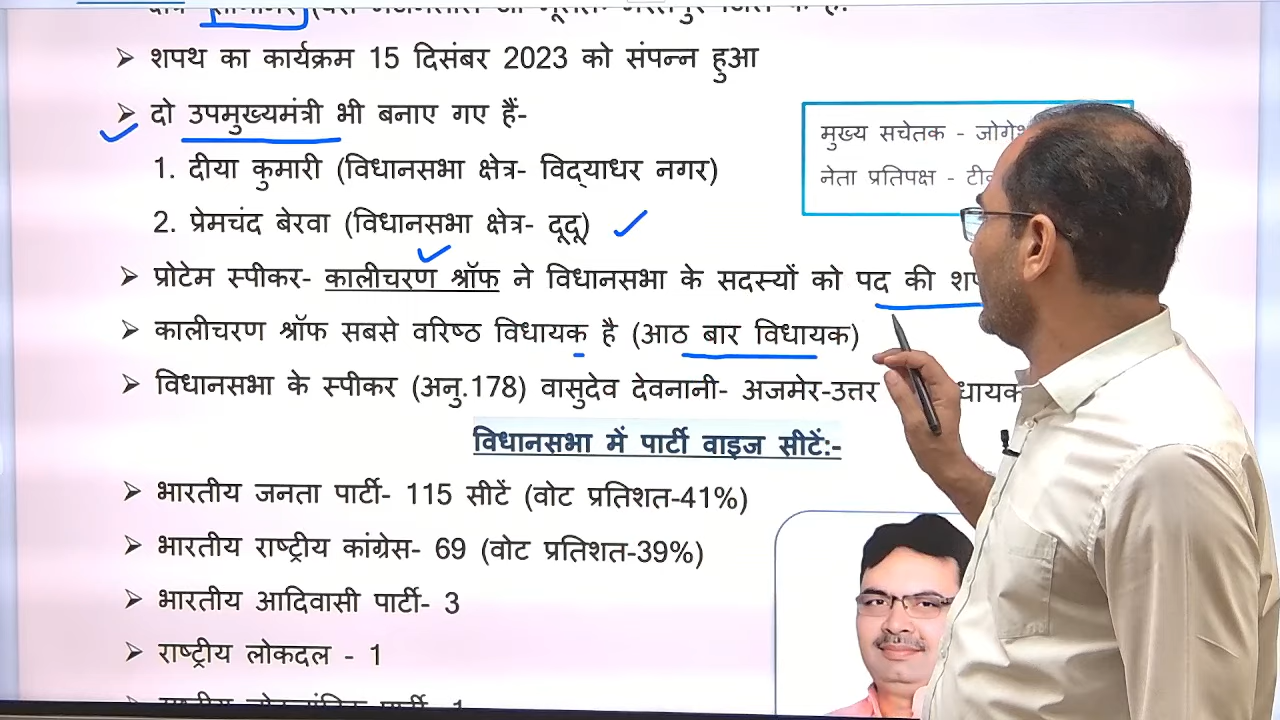 शपथ का कार्यक्रम 15 दिसंबर 2023 को संपन्न हुआ
दो उपमुख्यमंत्री भी बनाए गए हैं-
1. दीया कुमारी (विधानसभा क्षेत्र- विद्याधर नगर)
2. प्रेमचंद बेरवा (विधानसभा क्षेत्र- दूदू)
मुख्य सचेतक -
नेता प्रतिपक्ष -
प्रोटेम स्पीकर- कालीचरण श्रॉफ ने विधानसभा के सदस्यों को पद की
कालीचरण श्रॉफ सबसे वरिष्ठ विधायक है (आठ बार विधायक)
विधानसभा के स्पीकर (अनु.178) वासुदेव देवनानी- अजमेर-उत्तर
विधानसभा में पार्टी वाइज सीटें:-
भारतीय जनता पार्टी- 115 सीटें (वोट प्रतिशत-41%)
भारतीय राष्ट्रीय कांग्रेस- 69 (वोट प्रतिशत-39%)
भारतीय आदिवासी पार्टी- 3
राष्ट्रीय लोकदल - 1